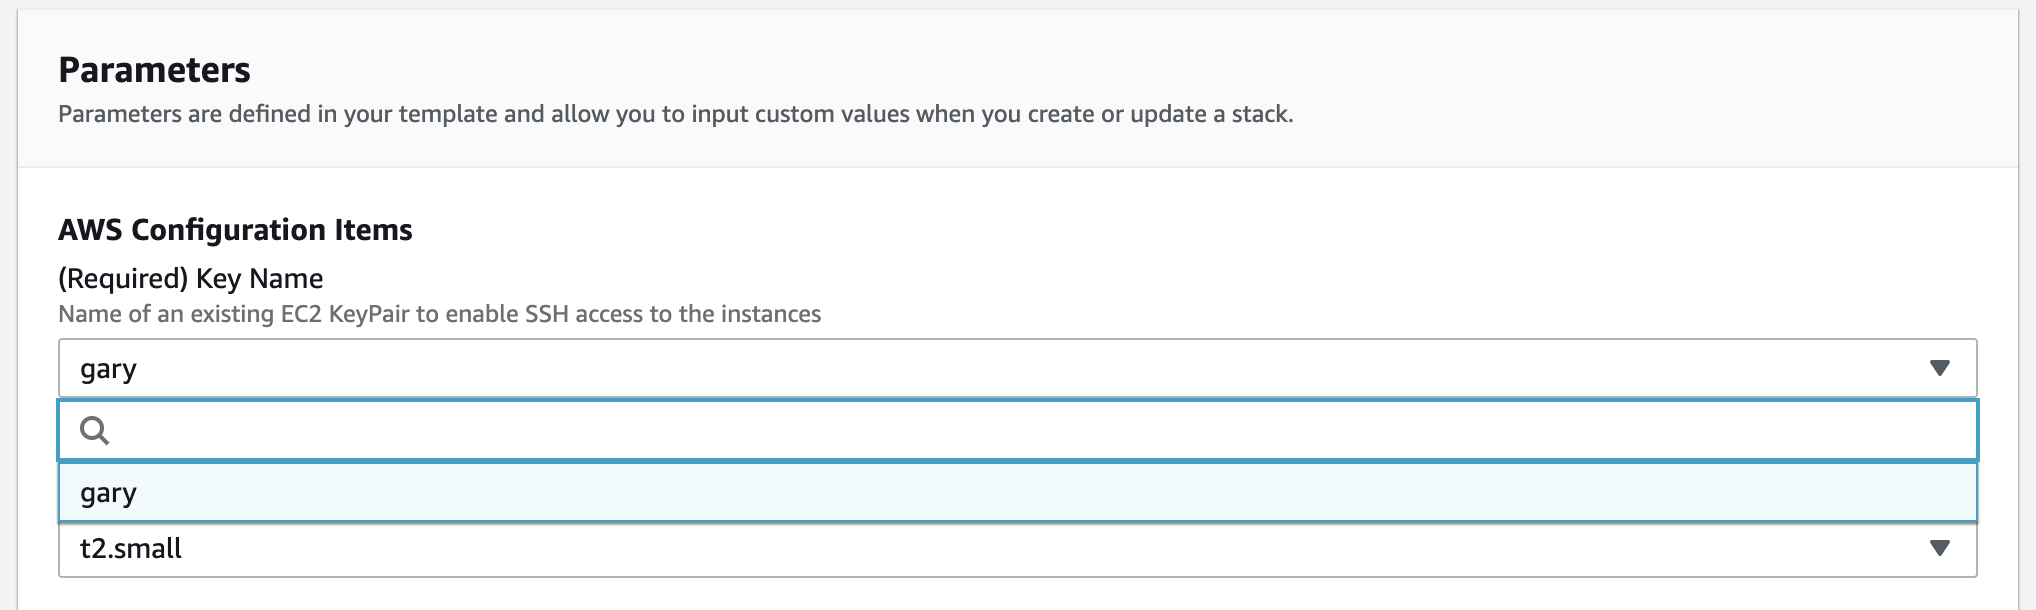 Parameters
Parameters are defined in your template and allow you to input custom values when you create or update a stack.
AWS Configuration Items
(Required) Key Name
Name of an existing EC2 KeyPair to enable SSH access to the instances
gary
gary
t2.small